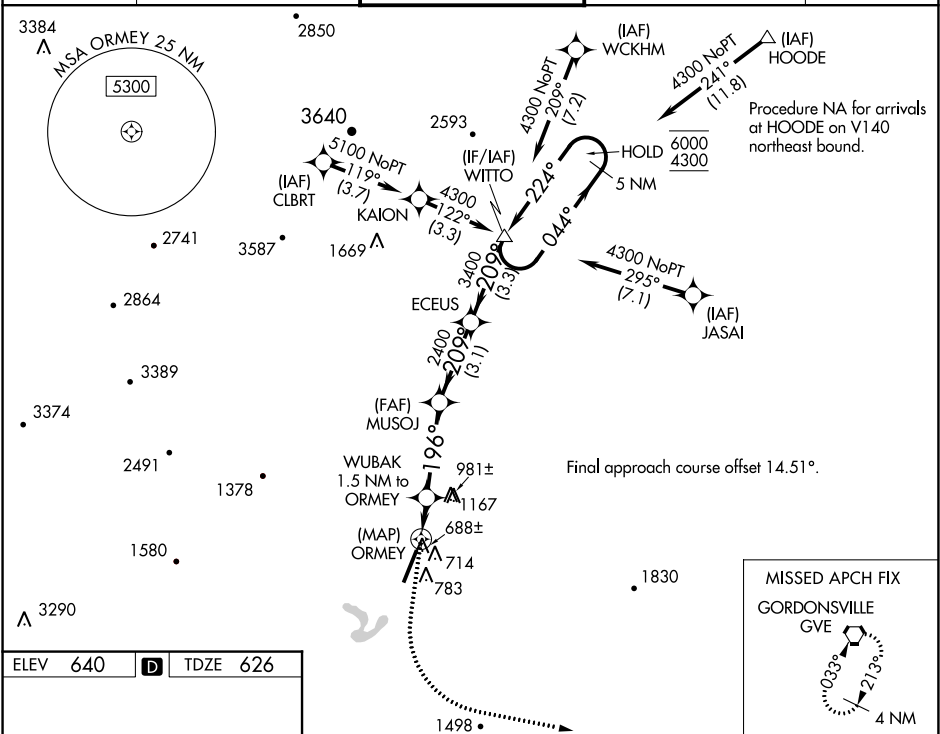 3384
2850
MSA ORMEY 25 NM
5300
(IAF)
WCKHM
4300 NoPT
209°
(7.2)
(IAF)
HOODE
4300 NoPT
241°
(11.8)
Procedure NA for arrivals
at HOODE on V140
northeast bound.
3640
2593
5100 NoPT
119°
(3.7)
(IAF)
CLBRT
KAION
4300
122°
(3.3)
(IF/IAF)
WITTO
HOLD
6000
4300
5 NM
224°
044°
2741
3587
1669
2864
3400
209°
(3.3)
4300 NoPT
295°
(7.1)
(IAF)
JASAI
ECEUS
2400
209°
(3.1)
3389
3374
(FAF)
MUSOJ
196°
2491
1378
WUBAK
1.5 NM to
ORMEY
981±
1167
Final approach course offset 14.51°.
(MAP)
ORMEY
688±
714
783
1580
1830
3290
MISSED APCH FIX
GORDONSVILLE
GVE
033°
213°
4 NM
ELEV 640 D TDZE 626
1498